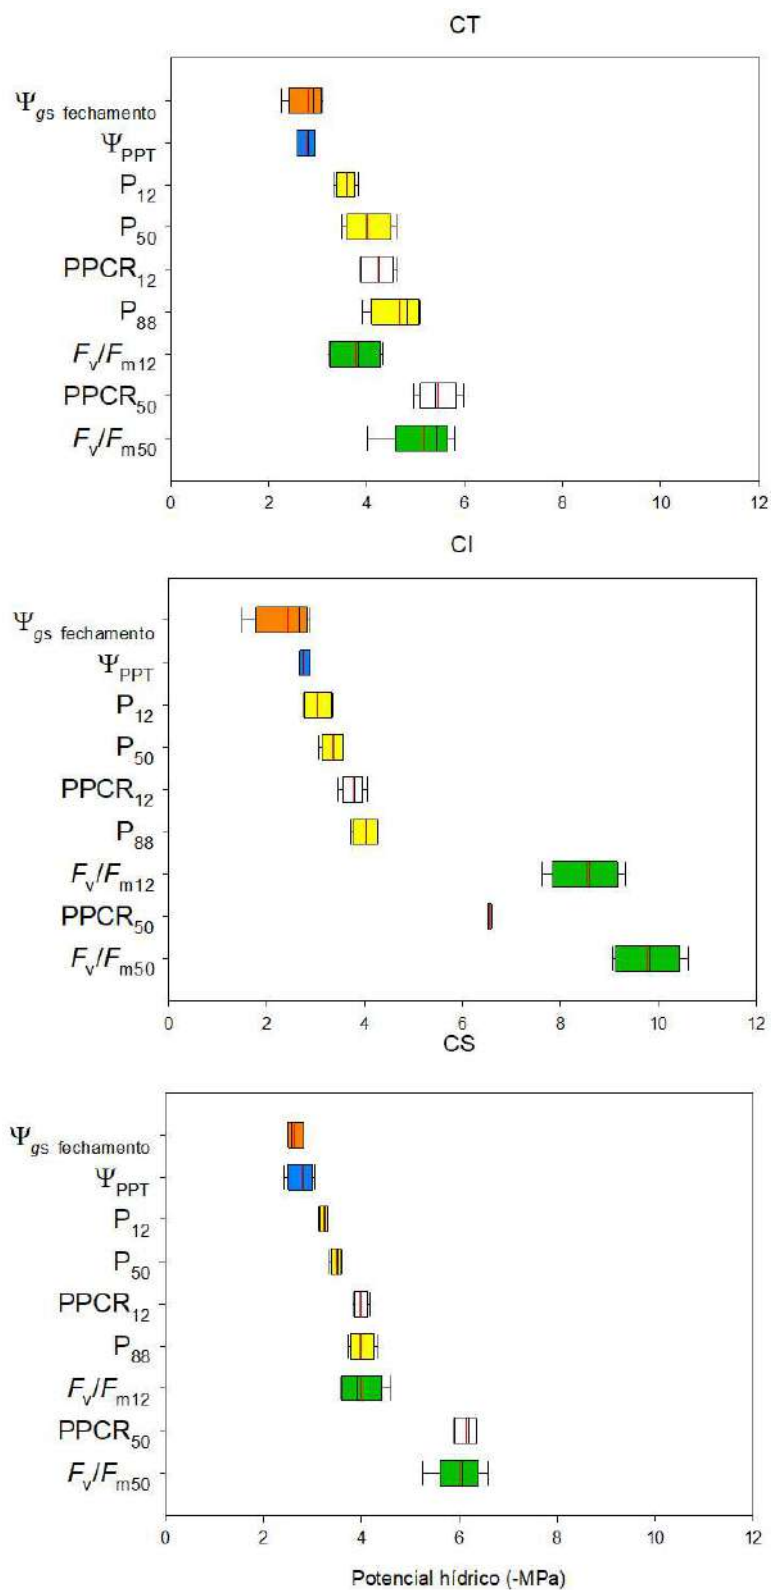 CT
Ψgs fechamento
ΨPPT
P12
P50
PPCR12
P88
Fv/Fm12
PPCR50
Fv/Fm50
0 2 4 6 8 10 12
CI
Ψgs fechamento
ΨPPT
P12
P50
PPCR12
P88
Fv/Fm12
PPCR50
Fv/Fm50
0 2 4 6 8 10 12
CS
Ψgs fechamento
ΨPPT
P12
P50
PPCR12
P88
Fv/Fm12
PPCR50
Fv/Fm50
0 2 4 6 8 10 12
Potencial hídrico (-MPa)